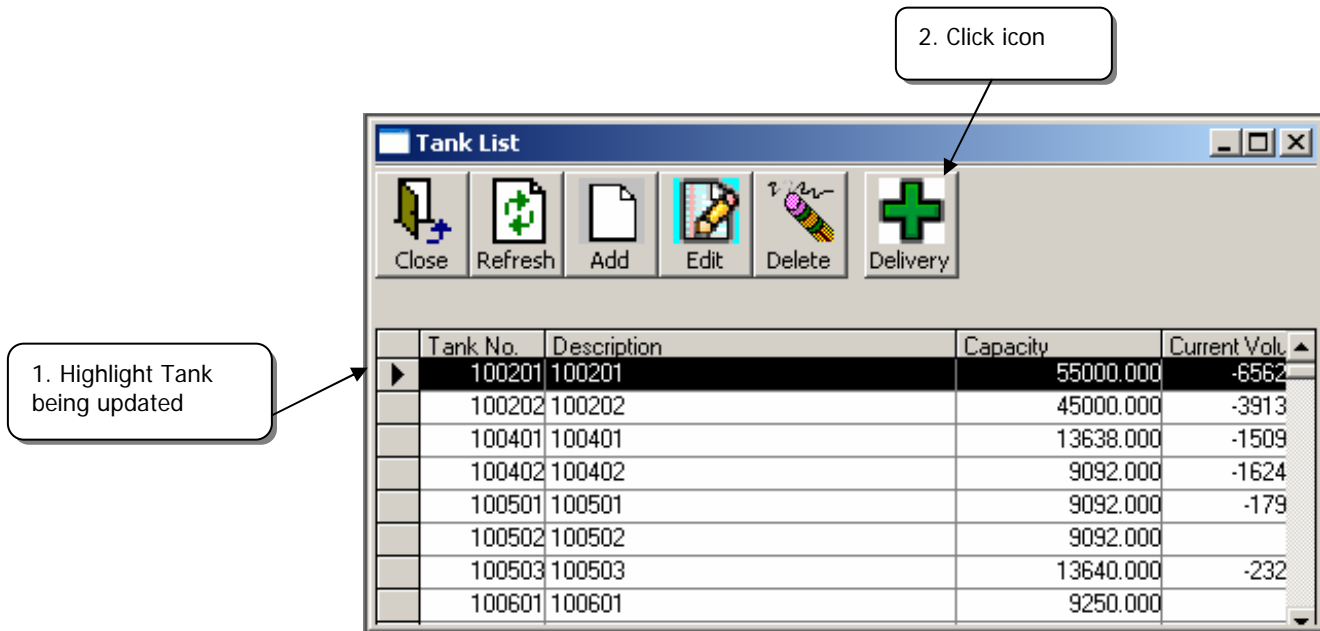 2. Click icon
Tank List
Close Refresh Add Edit Delete Delivery
1. Highlight Tank
being updated
Tank No. Description Capacity Current Volu
100201 100201 55000.000 -6562
100202 100202 45000.000 -3913
100401 100401 13638.000 -1509
100402 100402 9092.000 -1624
100501 100501 9092.000 -179
100502 100502 9092.000
100503 100503 13640.000 -232
100601 100601 9250.000